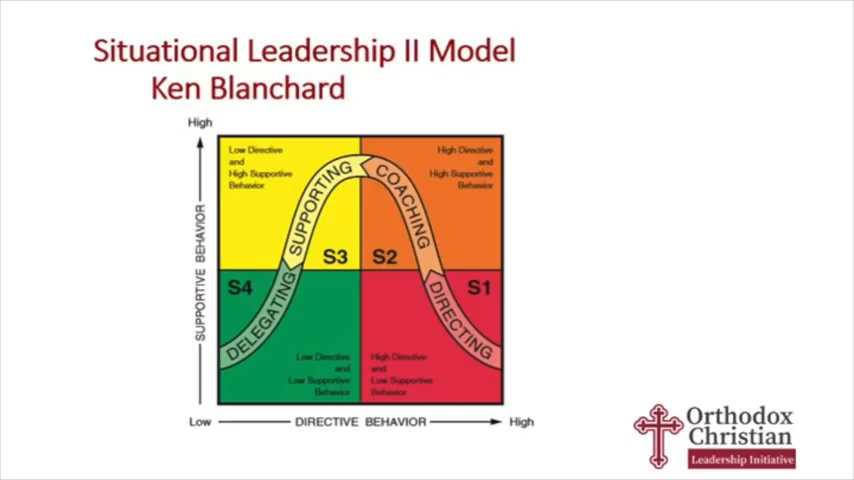 Situational Leadership II Model
Ken Blanchard
High
SUPPORTIVE BEHAVIOR
Low Directive
and
High Supportive
Behavior
High Directive
and
High Supportive
Behavior
SUPPORTING
COACHING
S3
S2
S4
S1
DELEGATING
DIRECTING
Low Directive
and
Low Supportive
Behavior
High Directive
and
Low Supportive
Behavior
Low
DIRECTIVE BEHAVIOR
High
Orthodox
Christian
Leadership Initiative